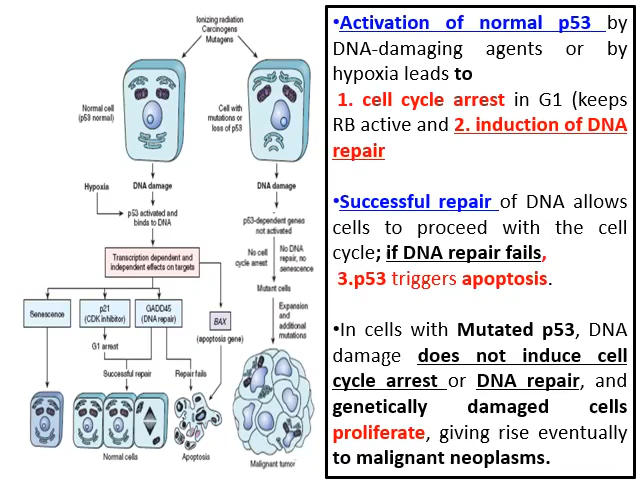 Ionizing radiation
Carcinogens
Mutagens
Normal cell
(p53 normal)
Cell with
mutations or
loss of p53
Hypoxia
DNA damage
DNA damage
p53 activated and
binds to DNA
p53-dependent genes
not activated
Transcription dependent and
independent effects on targets
No cell
cycle arrest
No DNA
repair, no
senescence
Mutant cells
Senescence
p21
(CDK inhibitor)
GADD45
(DNA repair)
BAX
(apoptosis gene)
Expansion
and
additional
mutations
G1 arrest
Successful repair
Repair fails
Normal cells
Apoptosis
Malignant tumor
•Activation of normal p53 by
DNA-damaging agents or by
hypoxia leads to
1. cell cycle arrest in G1 (keeps
RB active and 2. induction of DNA
repair
•Successful repair of DNA allows
cells to proceed with the cell
cycle; if DNA repair fails,
3.p53 triggers apoptosis.
•In cells with Mutated p53, DNA
damage does not induce cell
cycle arrest or DNA repair, and
genetically damaged cells
proliferate, giving rise eventually
to malignant neoplasms.